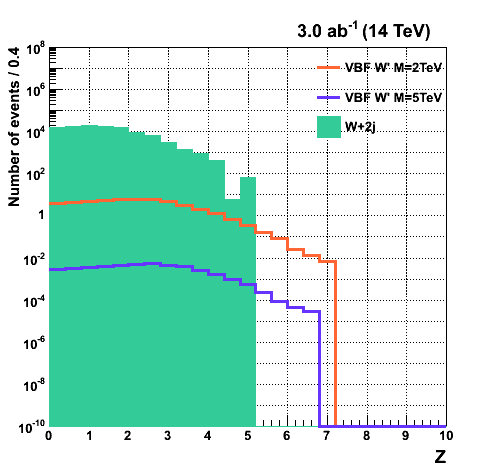 3.0 ab⁻¹ (14 TeV)
Number of events / 0.4
10⁸
10⁶
10⁴
10²
1
10⁻²
10⁻⁴
10⁻⁶
10⁻⁸
10⁻¹⁰
VBF W' M=2TeV
VBF W' M=5TeV
W+2j
0 1 2 3 4 5 6 7 8 9 10
Z